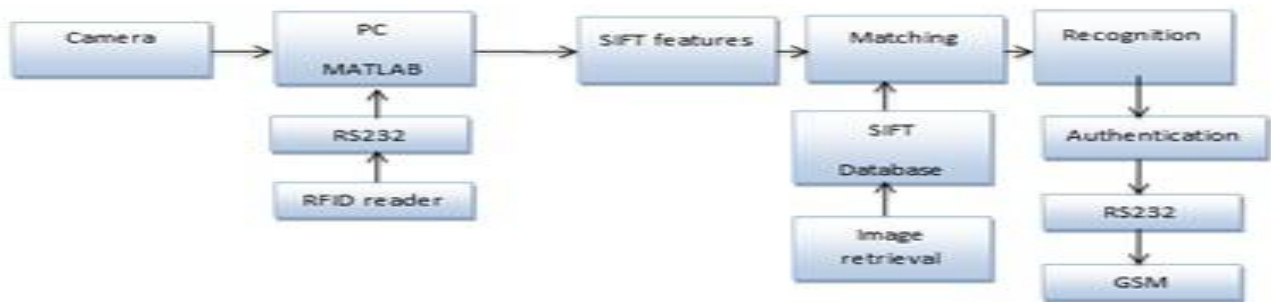 Camera
PC
MATLAB
SIFT features
Matching
Recognition
RS232
RFID reader
SIFT
Database
Image
retrieval
Authentication
RS232
GSM